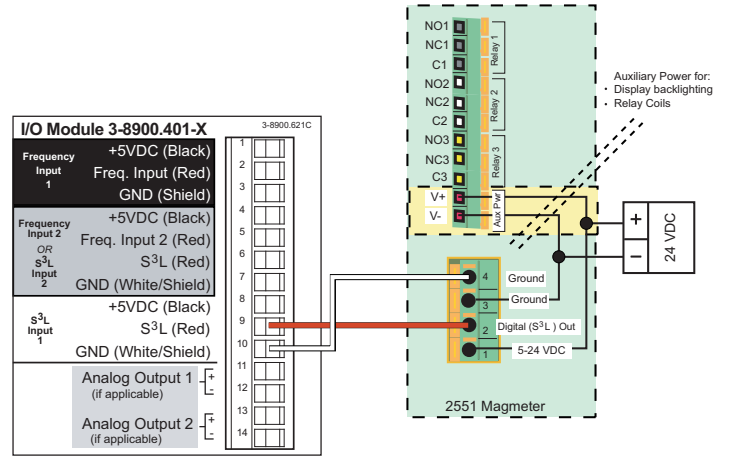 I/O Module 3-8900.401-X
3-8900.621C
Frequency
Input
1
+5VDC (Black)
Freq. Input (Red)
GND (Shield)
Frequency
Input 2
OR
S³L
Input
2
+5VDC (Black)
Freq. Input 2 (Red)
S³L (Red)
GND (White/Shield)
S³L
Input
1
+5VDC (Black)
S³L (Red)
GND (White/Shield)
Analog Output 1
(if applicable)
+
-
Analog Output 2
(if applicable)
+
-
1
2
3
4
5
6
7
8
9
10
11
12
13
14
NO1
NC1
C1
Relay 1
NO2
NC2
C2
Relay 2
NO3
NC3
C3
Relay 3
V+
V-
Aux Pwr
Auxiliary Power for:
• Display backlighting
• Relay Coils
+
−
24 VDC
4
Ground
3
Ground
2
Digital (S³L ) Out
1
5-24 VDC
2551 Magmeter